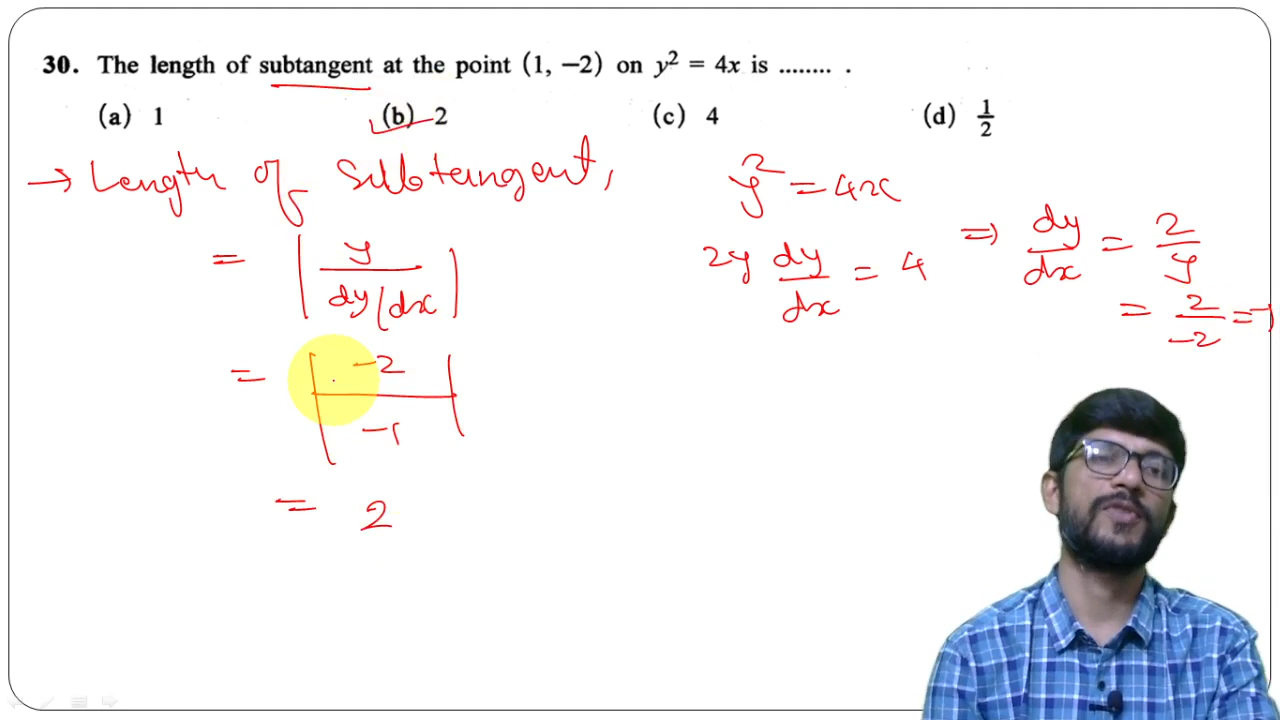 30. The length of subtangent at the point (1, −2) on y² = 4x is ........ .
(a) 1 (b) 2 (c) 4 (d) 1/2
→ Length of subtangent,
= | y / (dy/dx) |
= | -2 / -1 |
= 2
y² = 4x
2y dy/dx = 4 ⇒ dy/dx = 2/y
= 2/-2 = -1